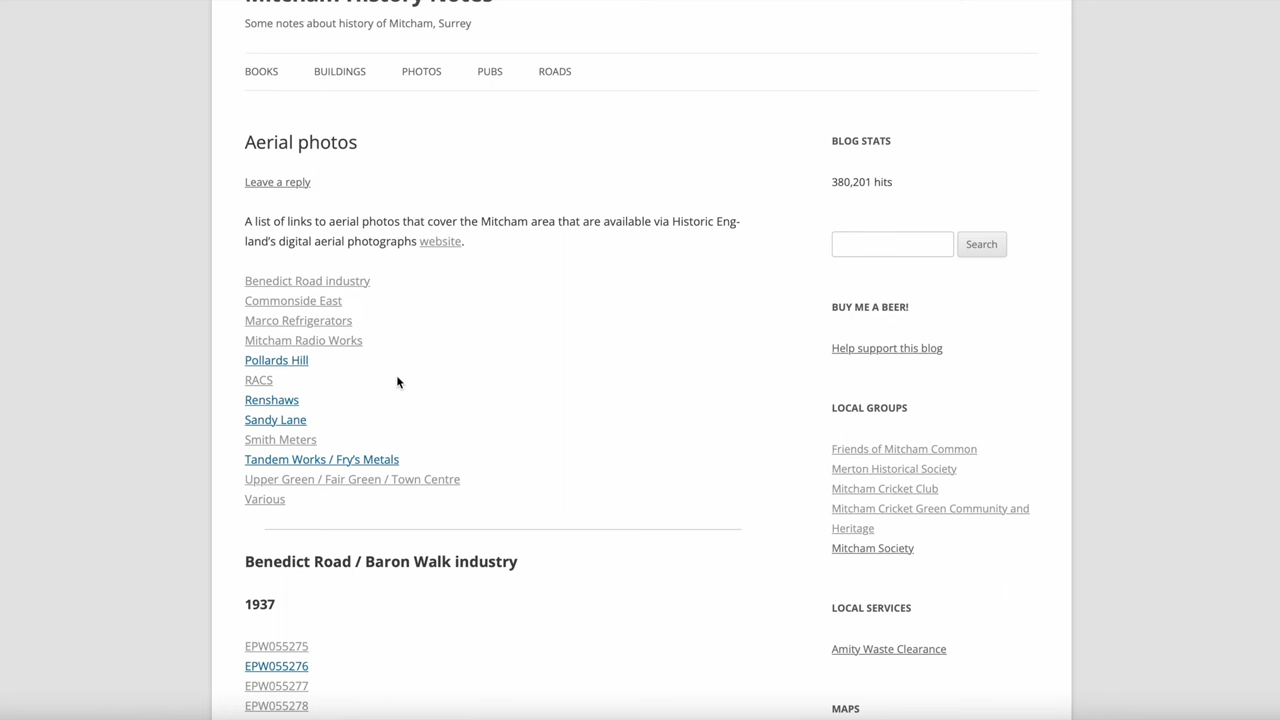 Mitcham History Notes
Some notes about history of Mitcham, Surrey
BOOKS BUILDINGS PHOTOS PUBS ROADS
Aerial photos
Leave a reply
A list of links to aerial photos that cover the Mitcham area that are available via Historic Eng-
land's digital aerial photographs website.
Benedict Road industry
Commonside East
Marco Refrigerators
Mitcham Radio Works
Pollards Hill
RACS
Renshaws
Sandy Lane
Smith Meters
Tandem Works / Fry's Metals
Upper Green / Fair Green / Town Centre
Various
Benedict Road / Baron Walk industry
1937
EPW055275
EPW055276
EPW055277
EPW055278
BLOG STATS
380,201 hits
Search
BUY ME A BEER!
Help support this blog
LOCAL GROUPS
Friends of Mitcham Common
Merton Historical Society
Mitcham Cricket Club
Mitcham Cricket Green Community and
Heritage
Mitcham Society
LOCAL SERVICES
Amity Waste Clearance
MAPS